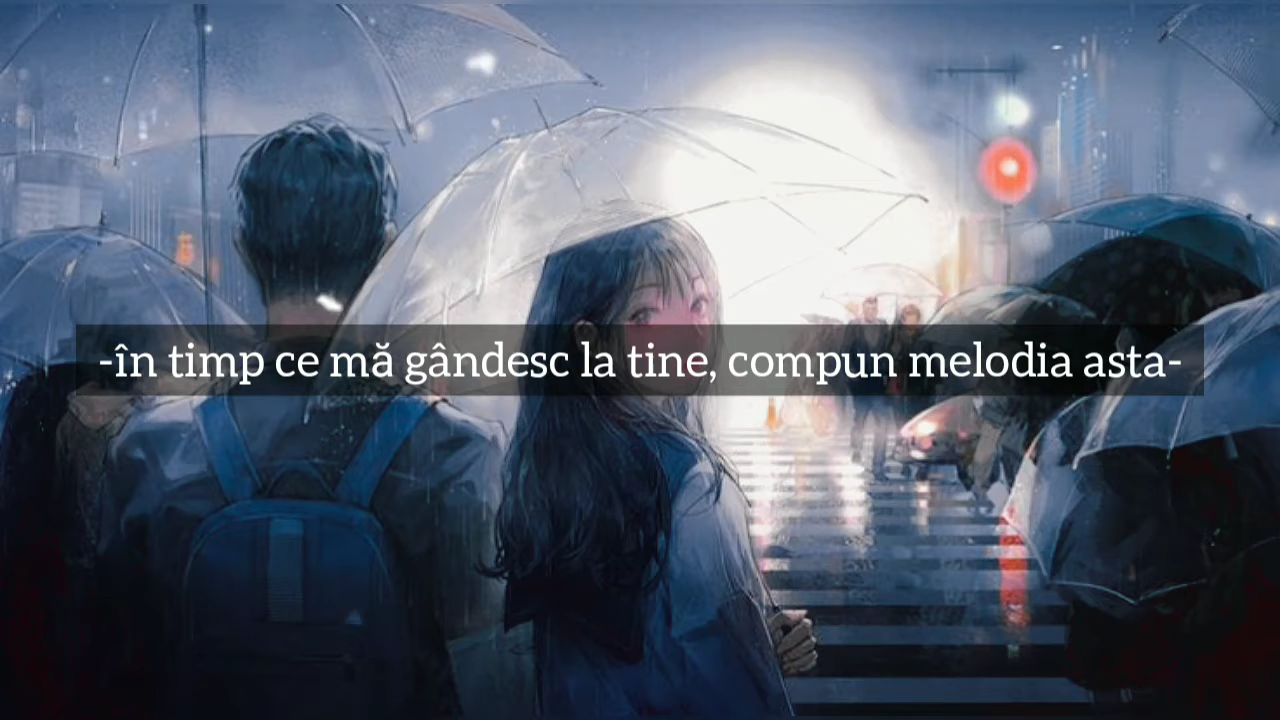 -în timp ce mă gândesc la tine, compun melodia asta-